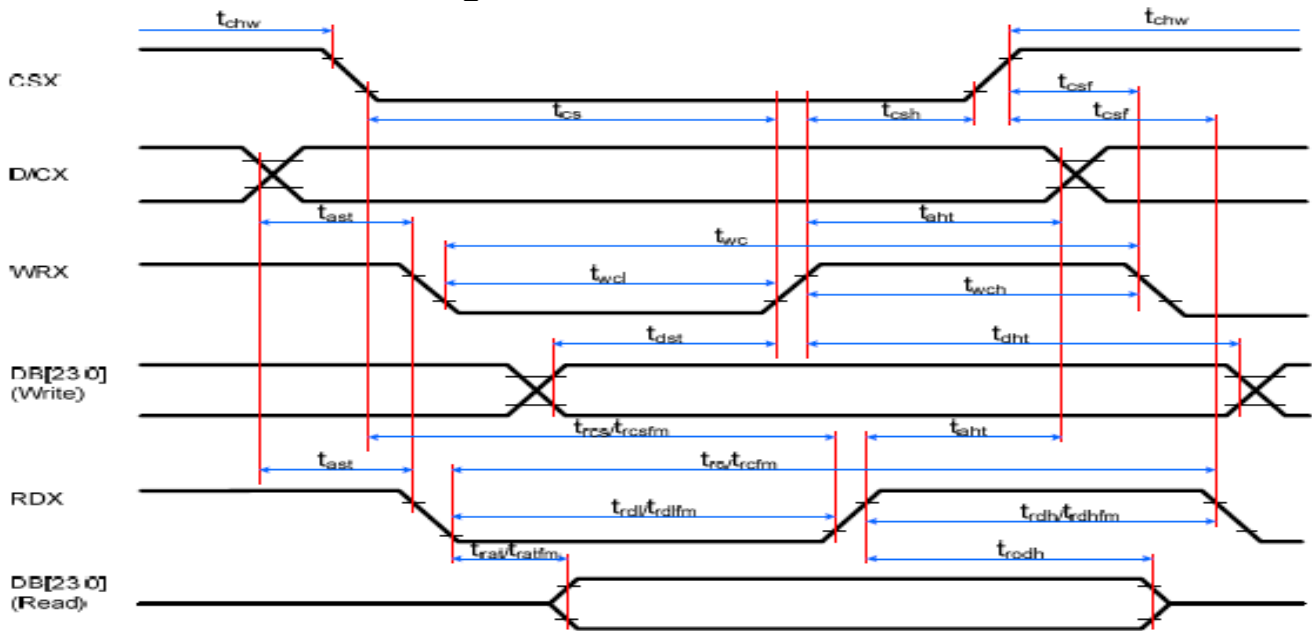 tchw tchw
CSX
tcsf
tcs tcsh tcsf
D/CX
tast taht
twc
WRX
twcl twch
tdst tdht
DB[23:0]
(Write)
trcs/trcsfm taht
tast trc/trcfm
RDX
trdl/trdlfm trdh/trdhfm
trat/tratfm trodh
DB[23:0]
(Read)